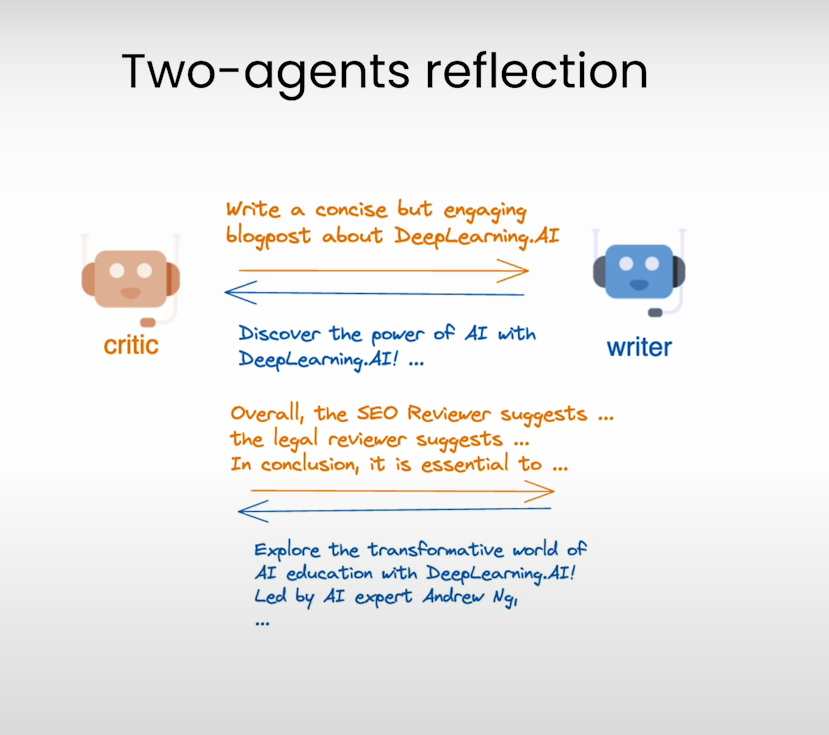 Two-agents reflection
Write a concise but engaging
blogpost about DeepLearning.AI
critic
writer
Discover the power of AI with
DeepLearning.AI! ...
Overall, the SEO Reviewer suggests ...
the legal reviewer suggests ...
In conclusion, it is essential to ...
Explore the transformative world of
AI education with DeepLearning.AI!
Led by AI expert Andrew Ng,
...